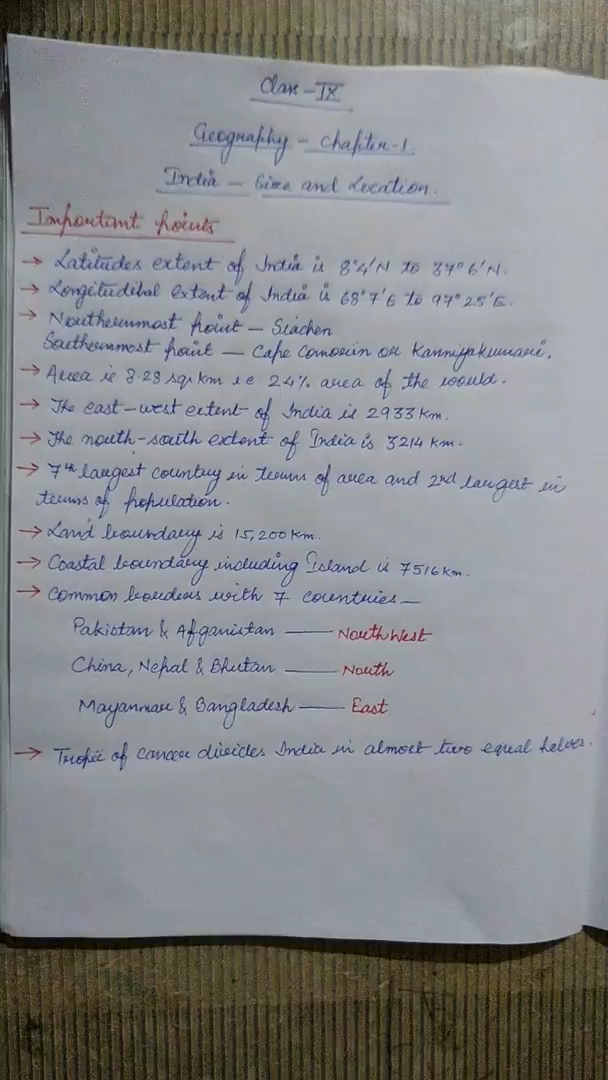 Class - IX
Geography - Chapter-1.
India - Size and Location.
Important points
→ Latitudes extent of India is 8°4'N to 37°6'N.
→ Longitudibal extent of India is 68°7'E to 97°25'E.
→ Northernmost point - Siachen
Southernmost point - Cape Comorin or Kanniyakumari.
→ Area is 3.28 sq. km i.e 2.4% area of the world.
→ The east-west extent of India is 2933 km.
→ The north-south extent of India is 3214 km.
→ 7th largest country in terms of area and 2nd largest in
terms of population.
→ Land boundary is 15,200 km.
→ Coastal boundary including Island is 7516 km.
→ Common borders with 7 countries -
Pakistan & Afganistan - North West
China, Nepal & Bhutan - North
Mayanmar & Bangladesh - East
→ Tropic of cancer divides India in almost two equal helves.